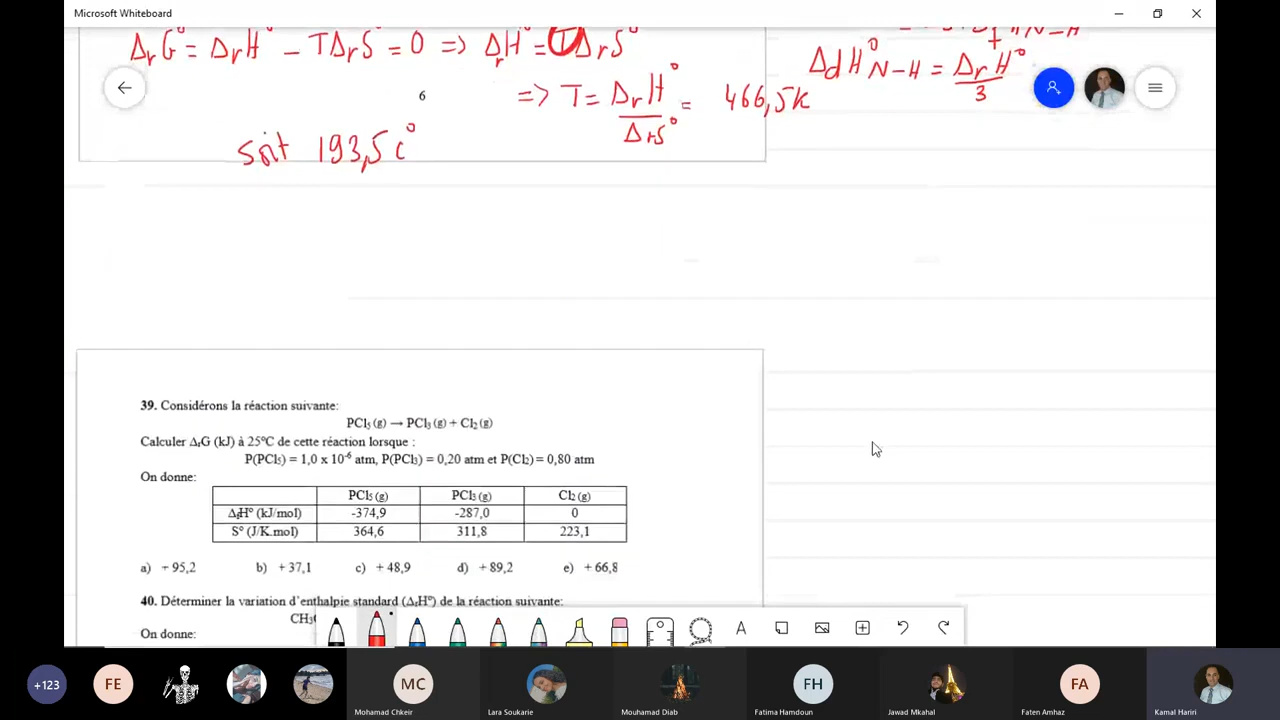 Microsoft Whiteboard
ΔrG° = ΔrH° - TΔrS° = 0 => ΔrH° = TΔrS°
ΔdH°N-H = ΔrH°/3
6
=> T = ΔrH°/ΔrS° = 466,5K
soit 193,5 c°
39. Considérons la réaction suivante:
PCl₅ (g) → PCl₃ (g) + Cl₂ (g)
Calculer ΔᵣG (kJ) à 25°C de cette réaction lorsque :
P(PCl₅) = 1,0 x 10⁻⁶ atm, P(PCl₃) = 0,20 atm et P(Cl₂) = 0,80 atm
On donne:
PCl₅ (g) PCl₃ (g) Cl₂ (g)
ΔfH° (kJ/mol) -374,9 -287,0 0
S° (J/K.mol) 364,6 311,8 223,1
a) + 95,2 b) + 37,1 c) + 48,9 d) + 89,2 e) + 66,8
40. Déterminer la variation d'enthalpie standard (ΔᵣH°) de la réaction suivante:
On donne:
A
+123
FE
MC
FH
FA
Mohamad Chkeir
Lara Soukarie
Mouhamad Diab
Fatima Hamdoun
Jawad Mkahal
Faten Amhaz
Kamal Hariri